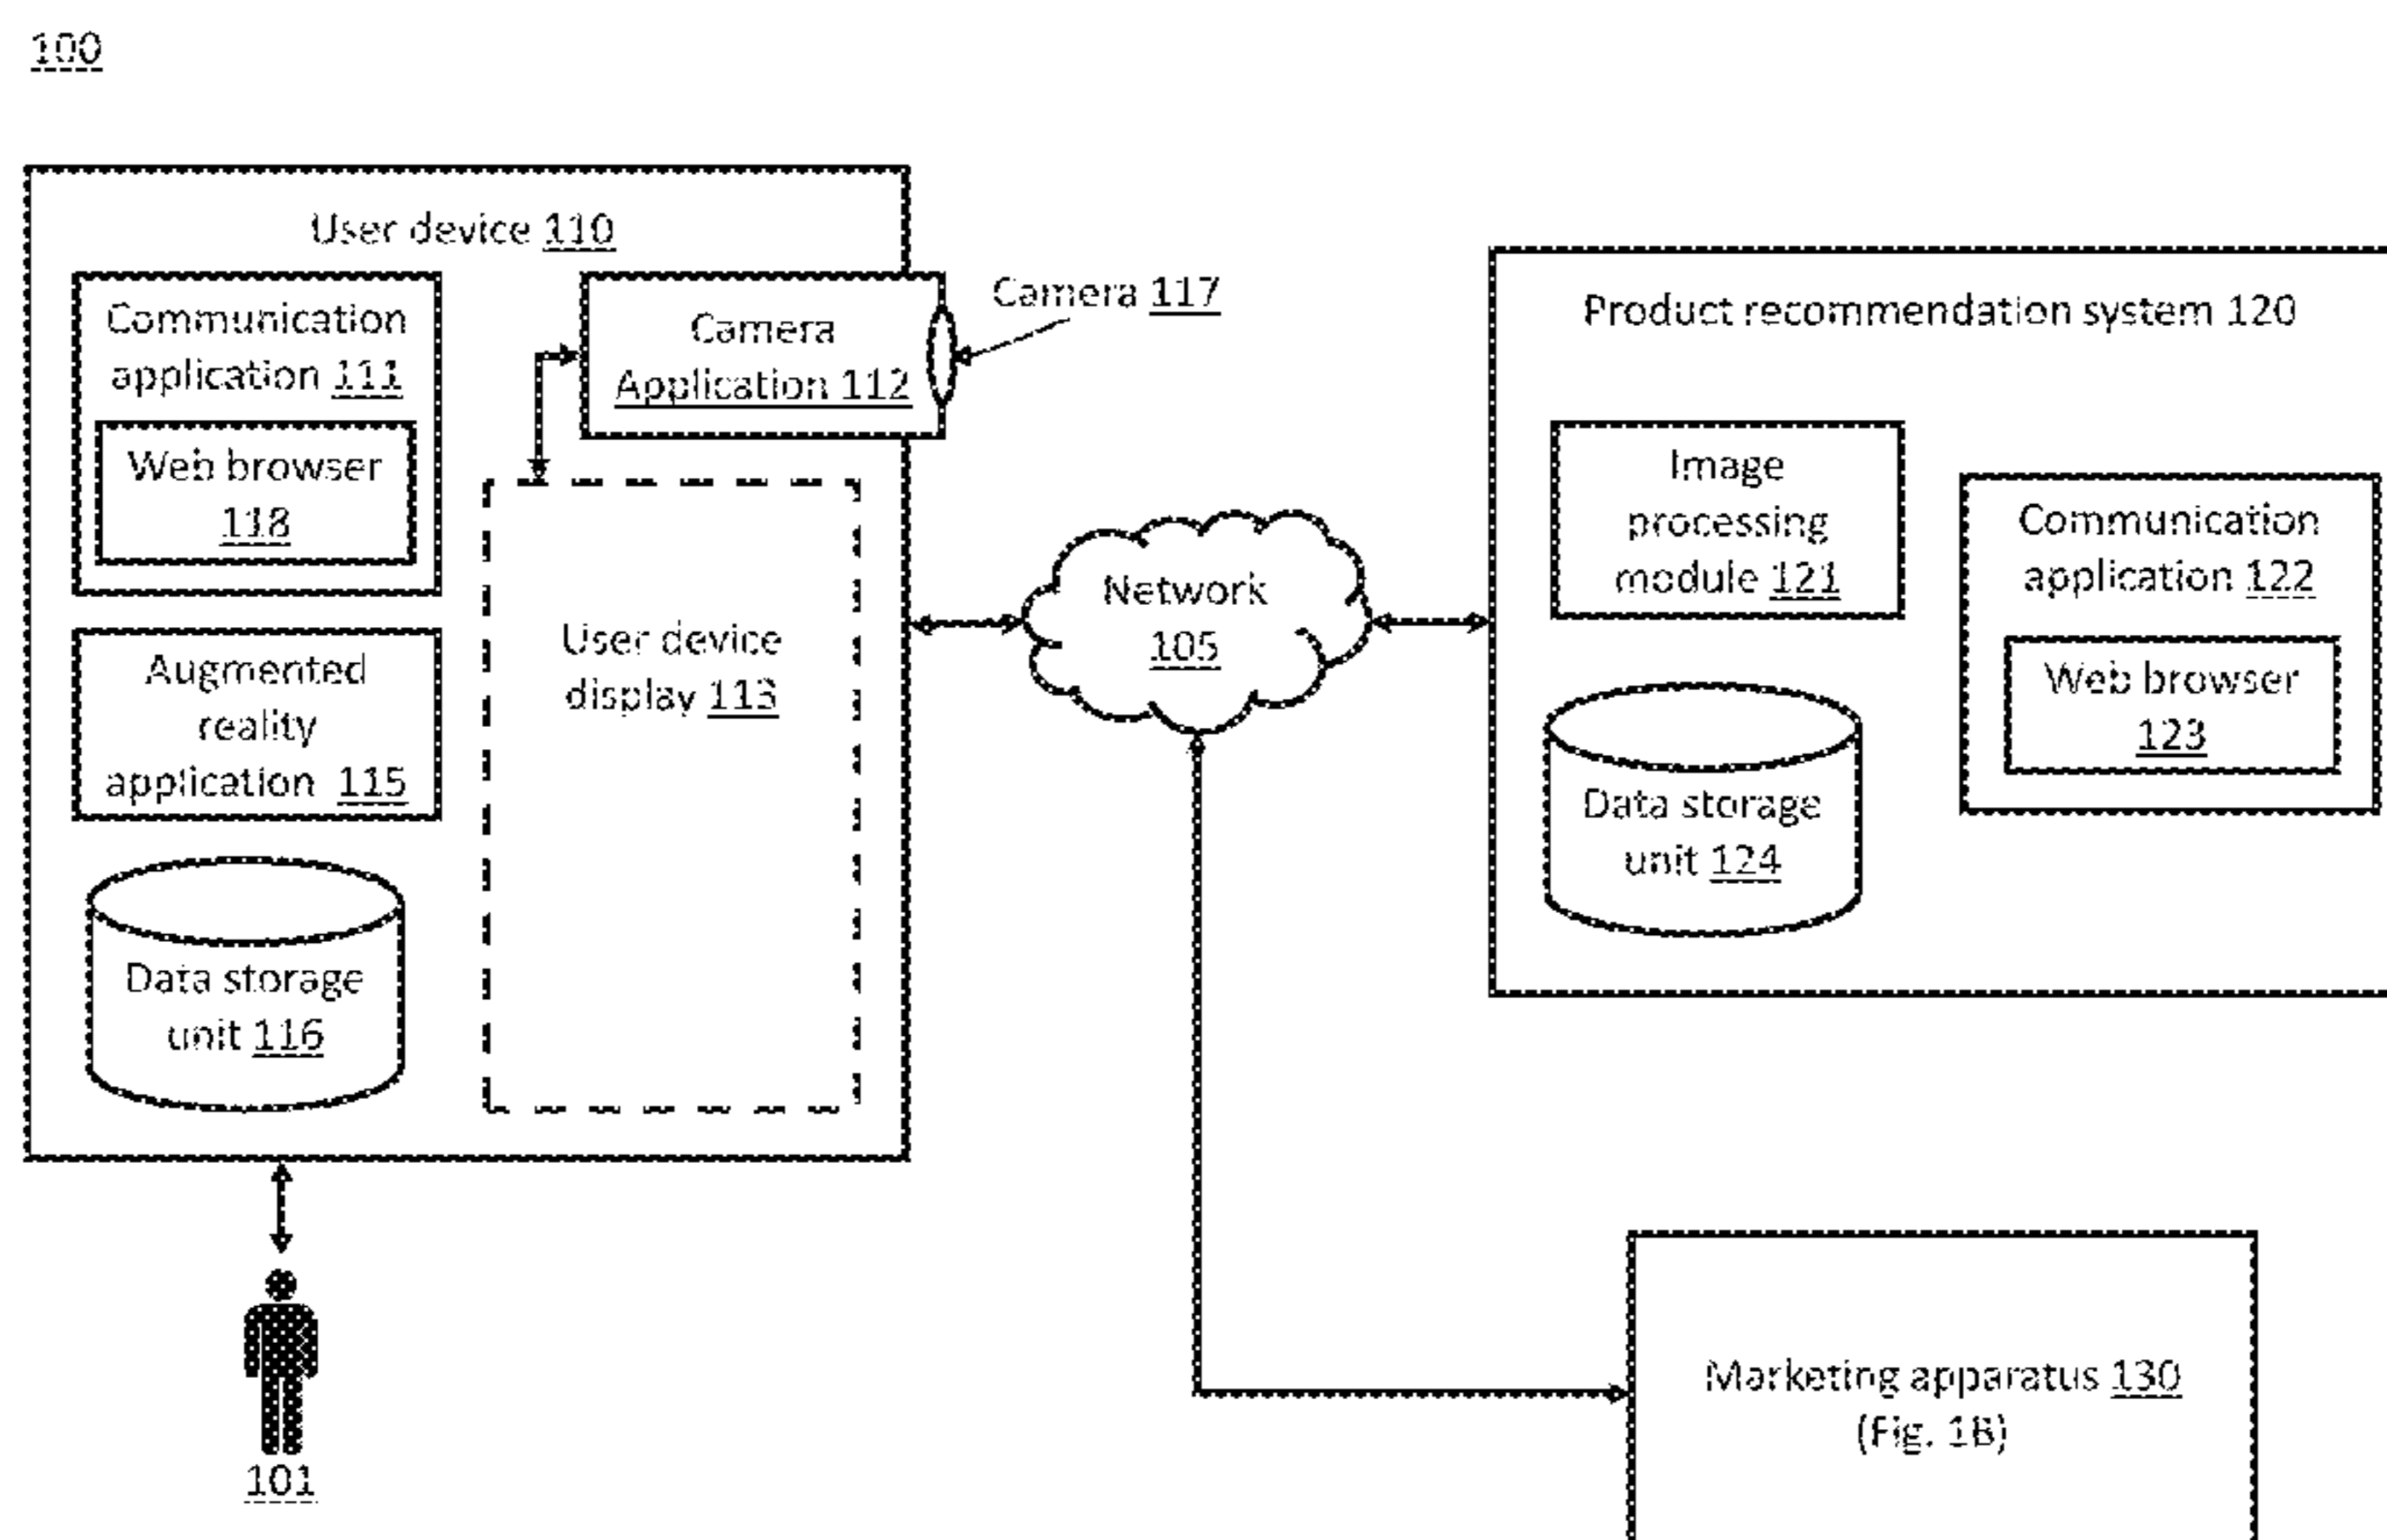 100
User device 110
Communication
application 111
Web browser
118
Augmented
reality
application 115
Data storage
unit 116
Camera
Application 112
Camera 117
User device
display 113
101
Network
105
Product recommendation system 120
Image
processing
module 121
Communication
application 122
Web browser
123
Data storage
unit 124
Marketing apparatus 130
(Fig. 1B)